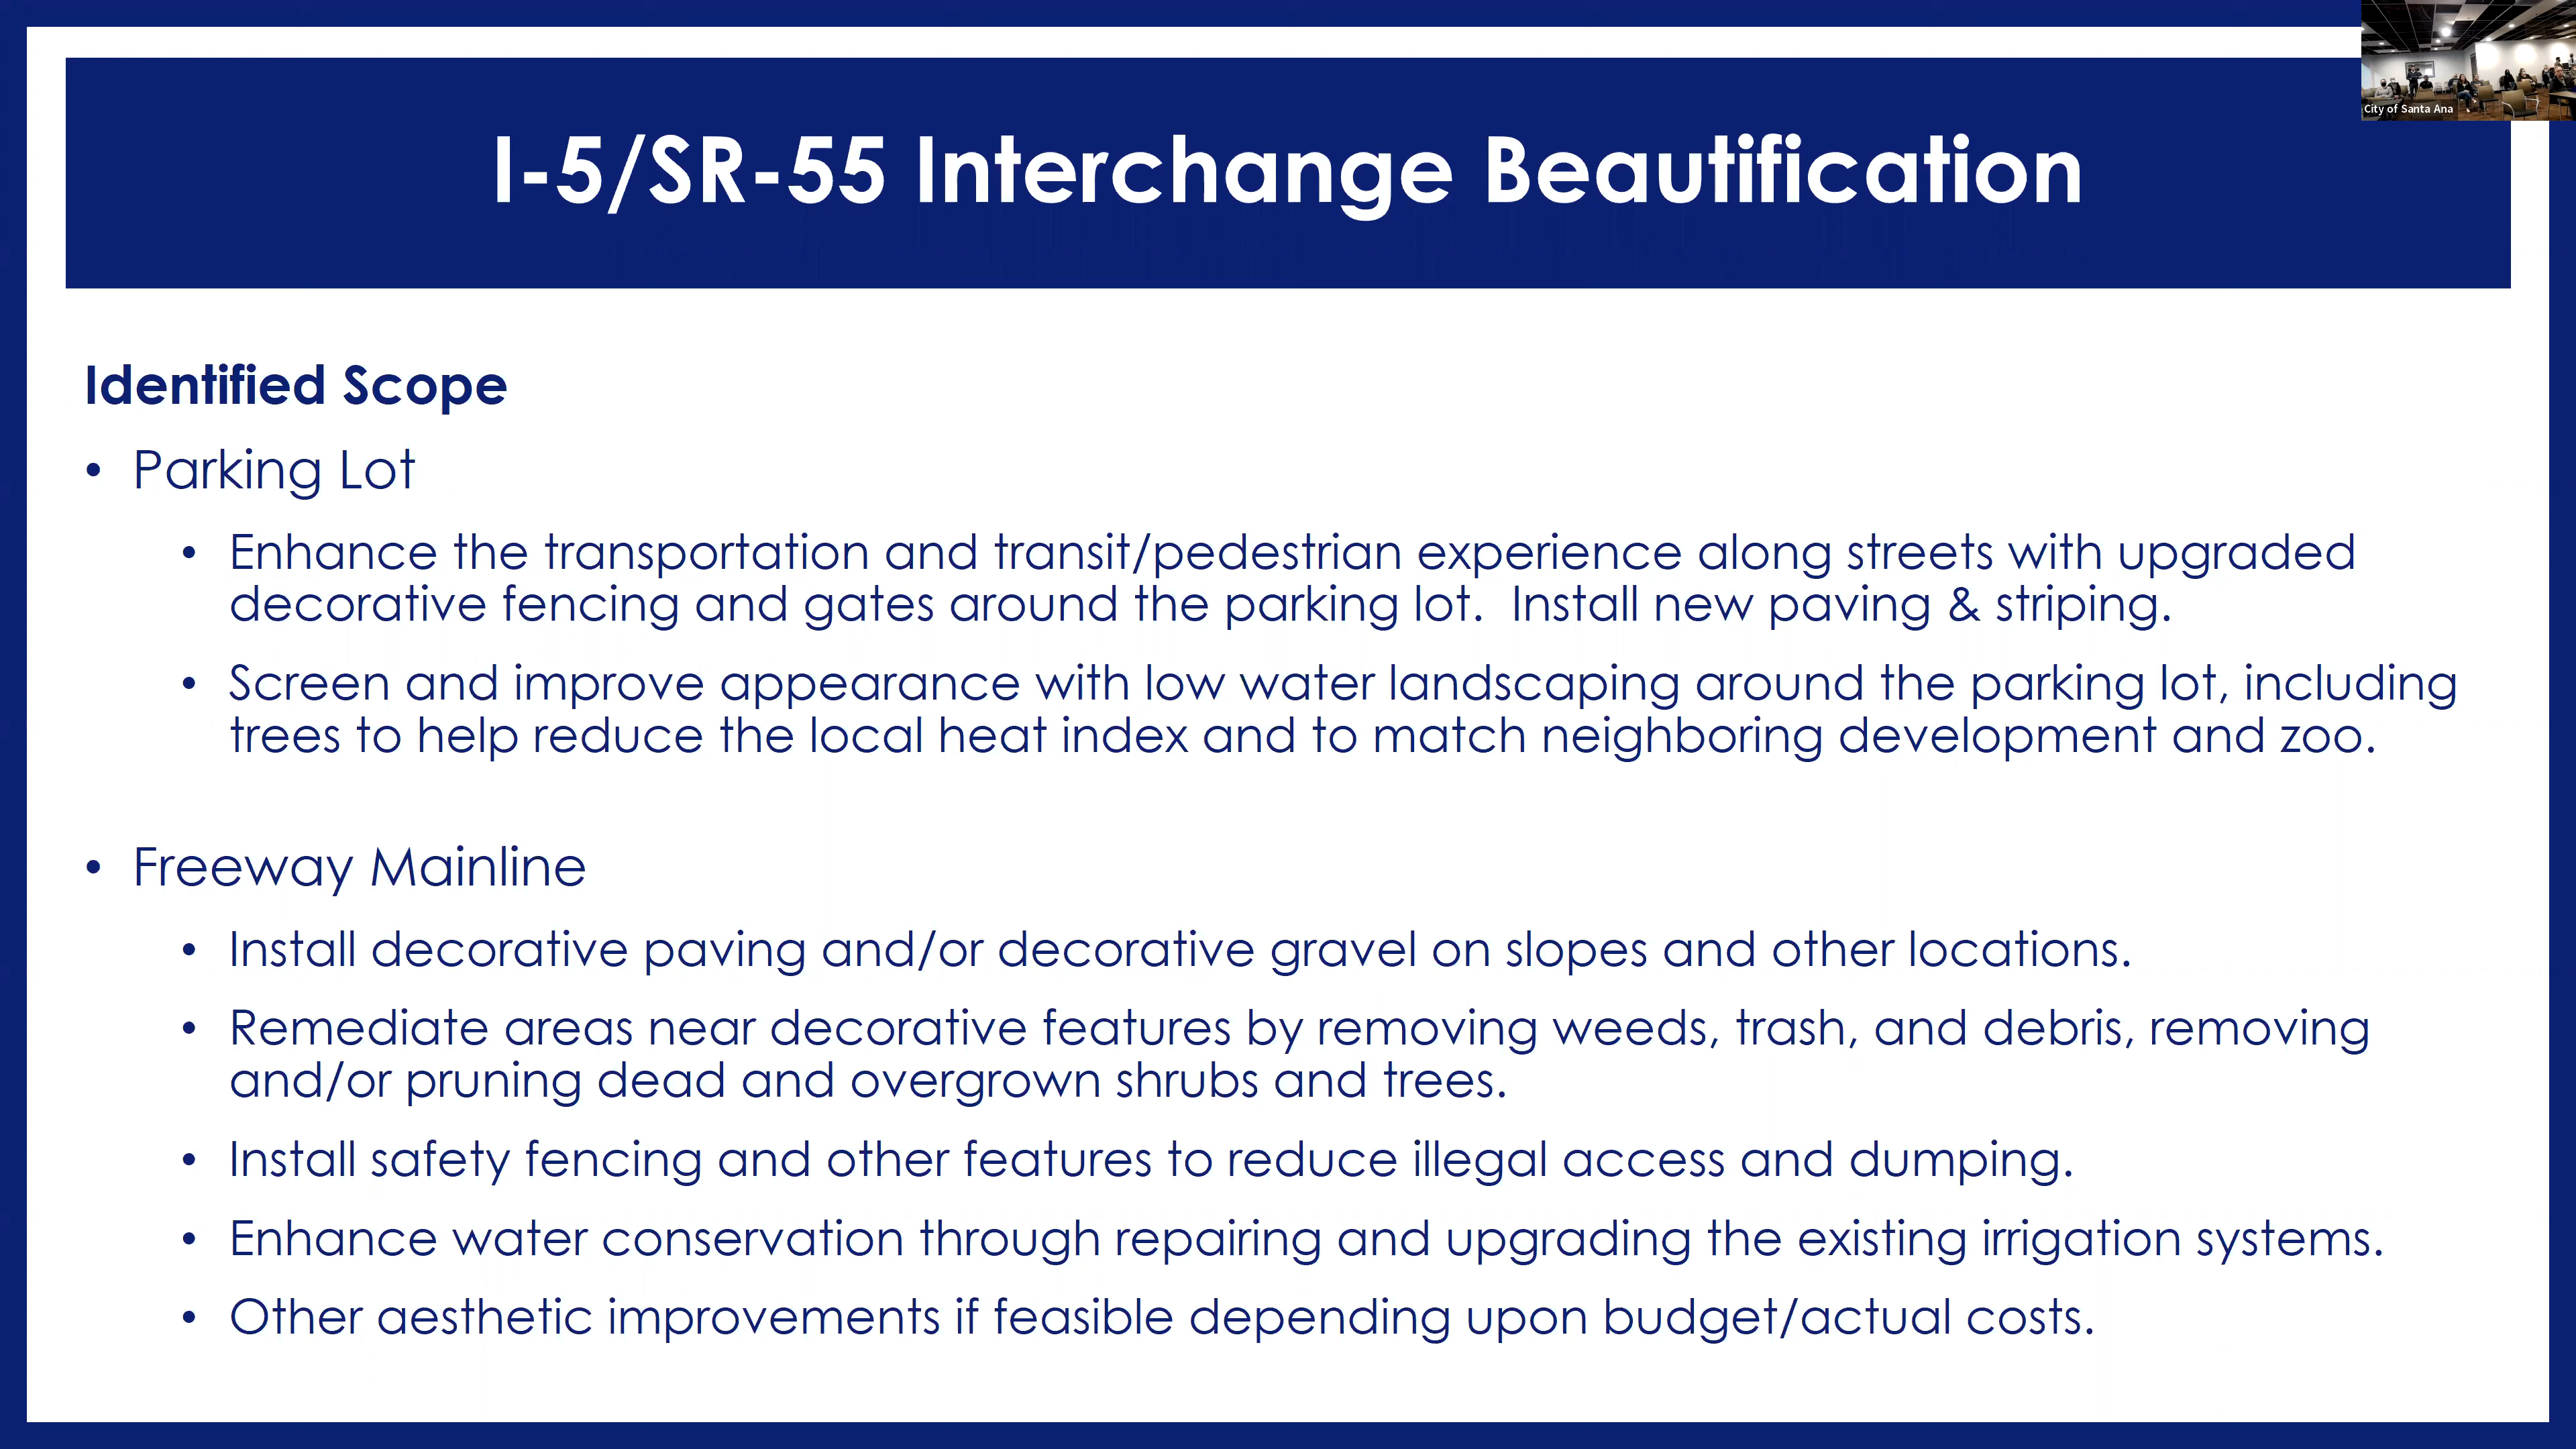 City of Santa Ana
I-5/SR-55 Interchange Beautification
Identified Scope
• Parking Lot
• Enhance the transportation and transit/pedestrian experience along streets with upgraded
decorative fencing and gates around the parking lot.  Install new paving & striping.
• Screen and improve appearance with low water landscaping around the parking lot, including
trees to help reduce the local heat index and to match neighboring development and zoo.
• Freeway Mainline
• Install decorative paving and/or decorative gravel on slopes and other locations.
• Remediate areas near decorative features by removing weeds, trash, and debris, removing
and/or pruning dead and overgrown shrubs and trees.
• Install safety fencing and other features to reduce illegal access and dumping.
• Enhance water conservation through repairing and upgrading the existing irrigation systems.
• Other aesthetic improvements if feasible depending upon budget/actual costs.